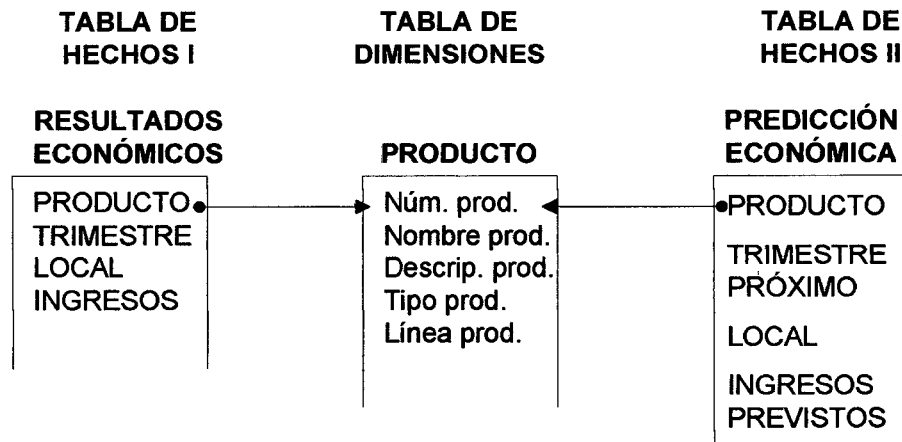 TABLA DE
HECHOS I
TABLA DE
DIMENSIONES
TABLA DE
HECHOS II
RESULTADOS
ECONÓMICOS
PRODUCTO
PREDICCIÓN
ECONÓMICA
PRODUCTO
TRIMESTRE
LOCAL
INGRESOS
Núm. prod.
Nombre prod.
Descrip. prod.
Tipo prod.
Línea prod.
PRODUCTO
TRIMESTRE
PRÓXIMO
LOCAL
INGRESOS
PREVISTOS